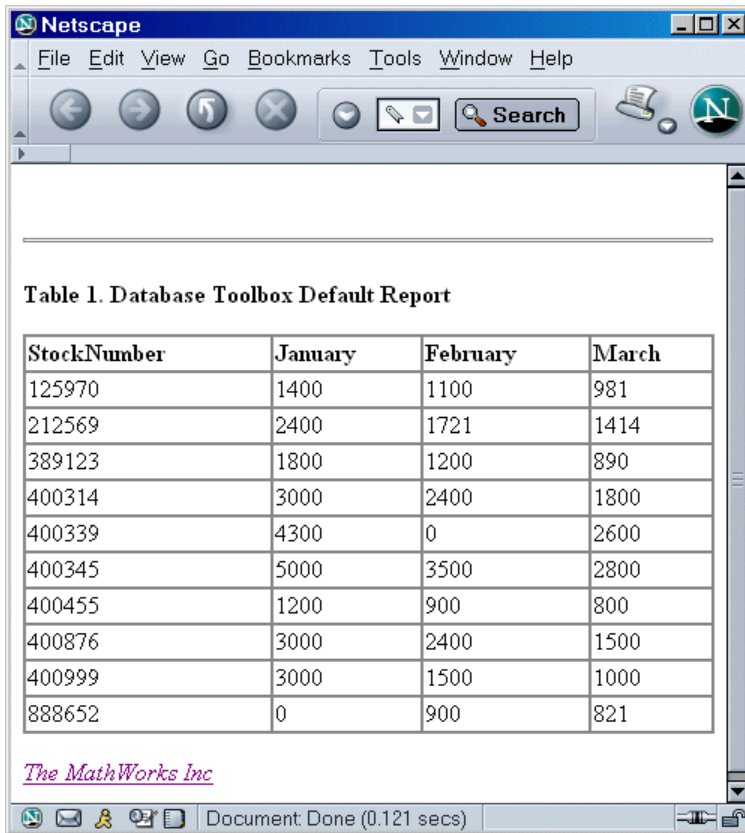 Netscape
File Edit View Go Bookmarks Tools Window Help
Search N
Table 1. Database Toolbox Default Report
StockNumber January February March
125970 1400 1100 981
212569 2400 1721 1414
389123 1800 1200 890
400314 3000 2400 1800
400339 4300 0 2600
400345 5000 3500 2800
400455 1200 900 800
400876 3000 2400 1500
400999 3000 1500 1000
888652 0 900 821
The MathWorks Inc
Document: Done (0.121 secs)